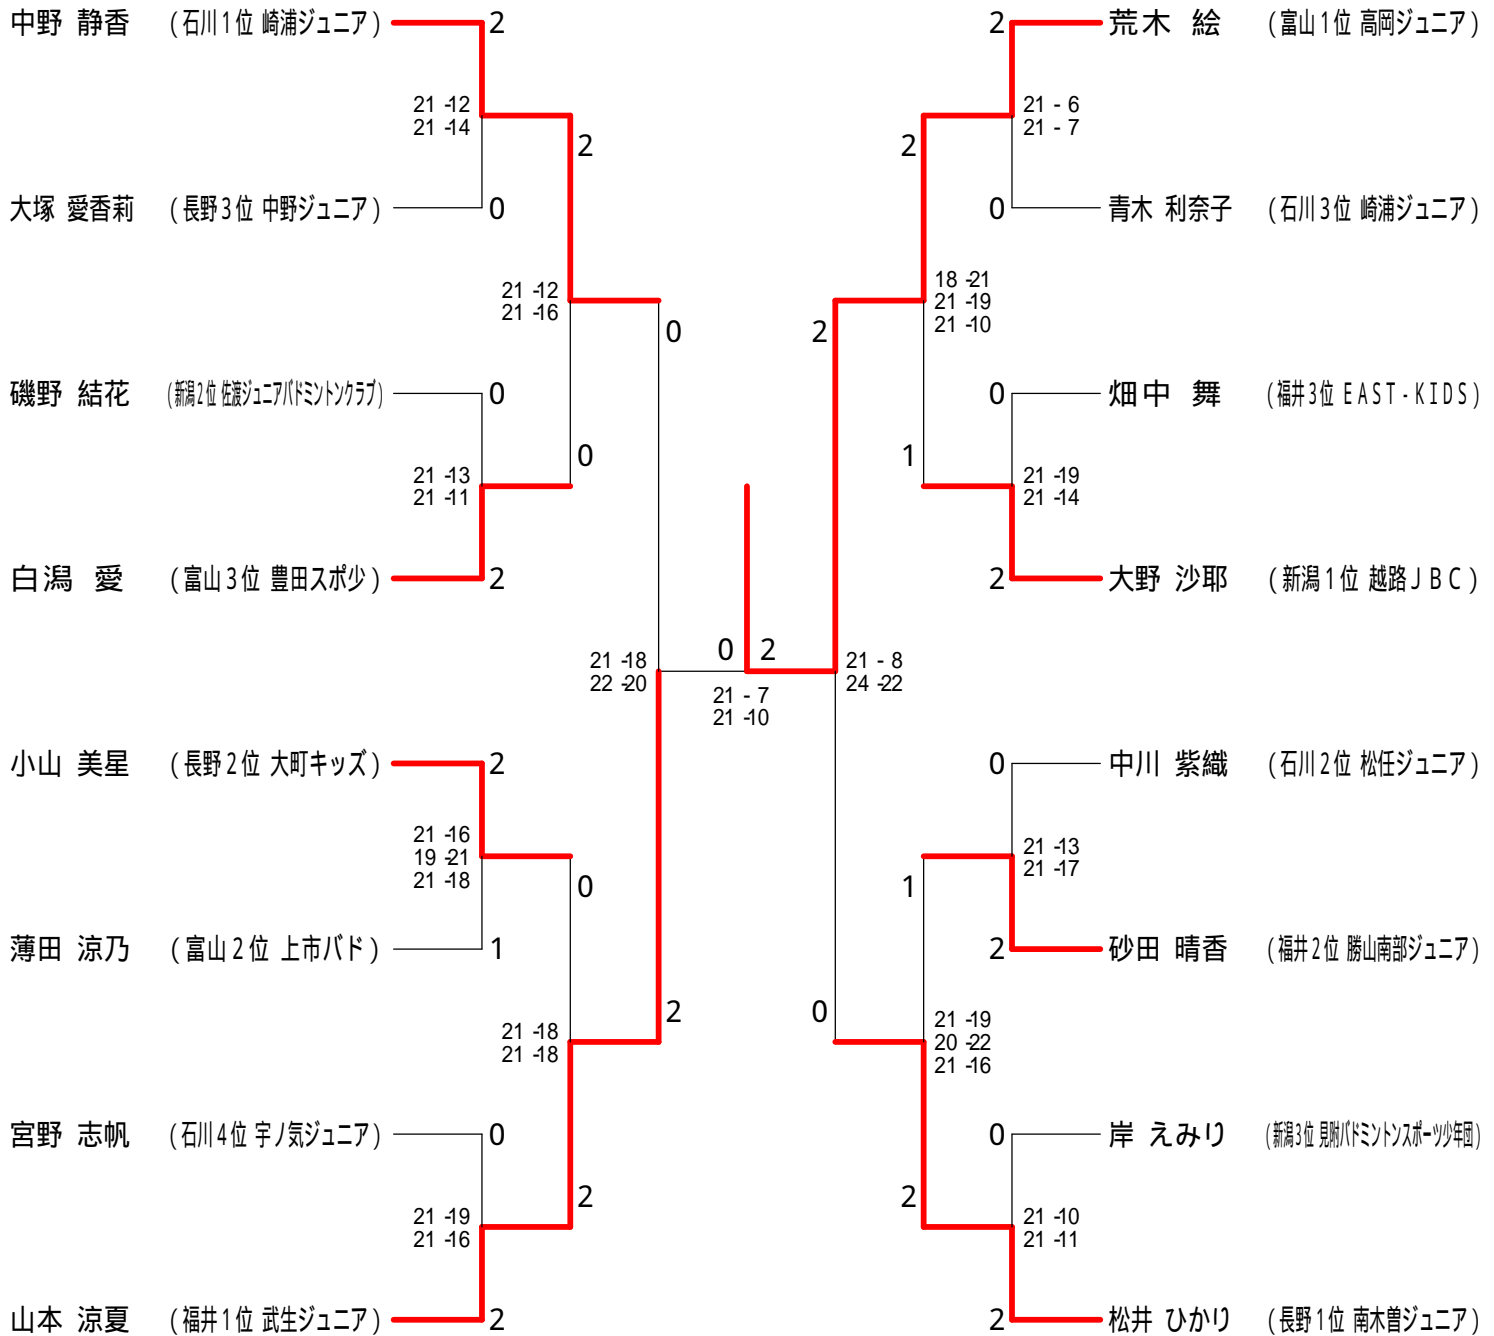 中野 静香 (石川1位 崎浦ジュニア) 2
21 -12
21 -14
2
大塚 愛香莉 (長野3位 中野ジュニア) 0
21 -12
21 -16
0
磯野 結花 (新潟2位 佐渡ジュニアバドミントンクラブ) 0
0
21 -13
21 -11
白潟 愛 (富山3位 豊田スポ少) 2
21 -18
22 -20
小山 美星 (長野2位 大町キッズ) 2
21 -16
19 -21
21 -18
0
薄田 涼乃 (富山2位 上市バド) 1
2
21 -18
21 -18
宮野 志帆 (石川4位 宇ノ気ジュニア) 0
2
21 -19
21 -16
山本 涼夏 (福井1位 武生ジュニア) 2
0 2
21 - 7
21 -10
2 荒木 絵 (富山1位 高岡ジュニア)
21 - 6
21 - 7
2
0 青木 利奈子 (石川3位 崎浦ジュニア)
18 -21
21 -19
21 -10
2
0 畑中 舞 (福井3位 EAST-KIDS)
1
21 -19
21 -14
2 大野 沙耶 (新潟1位 越路JBC)
21 - 8
24 -22
0 中川 紫織 (石川2位 松任ジュニア)
21 -13
21 -17
1
2 砂田 晴香 (福井2位 勝山南部ジュニア)
0
21 -19
20 -22
21 -16
0 岸 えみり (新潟3位 見附バドミントンスポーツ少年団)
2
21 -10
21 -11
2 松井 ひかり (長野1位 南木曽ジュニア)